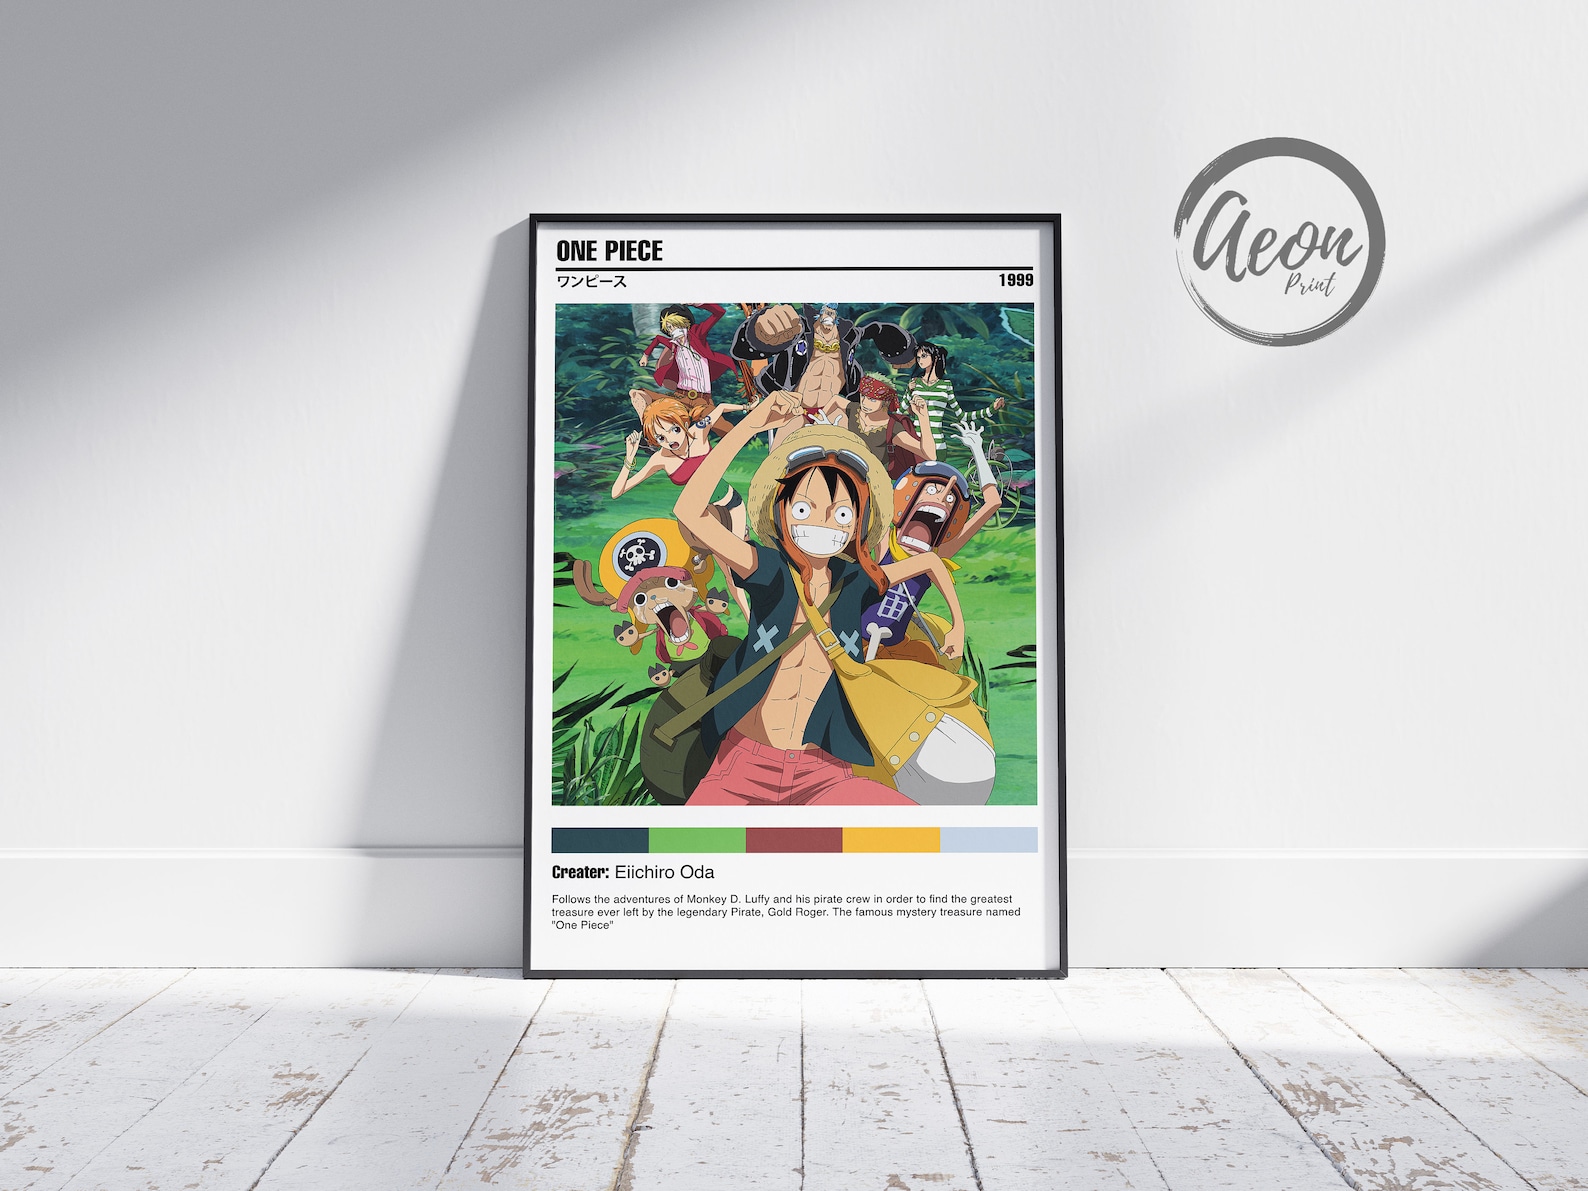 ONE PIECE
ワンピース
1999
Aeon
Print
Creater: Eiichiro Oda
Follows the adventures of Monkey D. Luffy and his pirate crew in order to find the greatest
treasure ever left by the legendary Pirate, Gold Roger. The famous mystery treasure named
"One Piece"